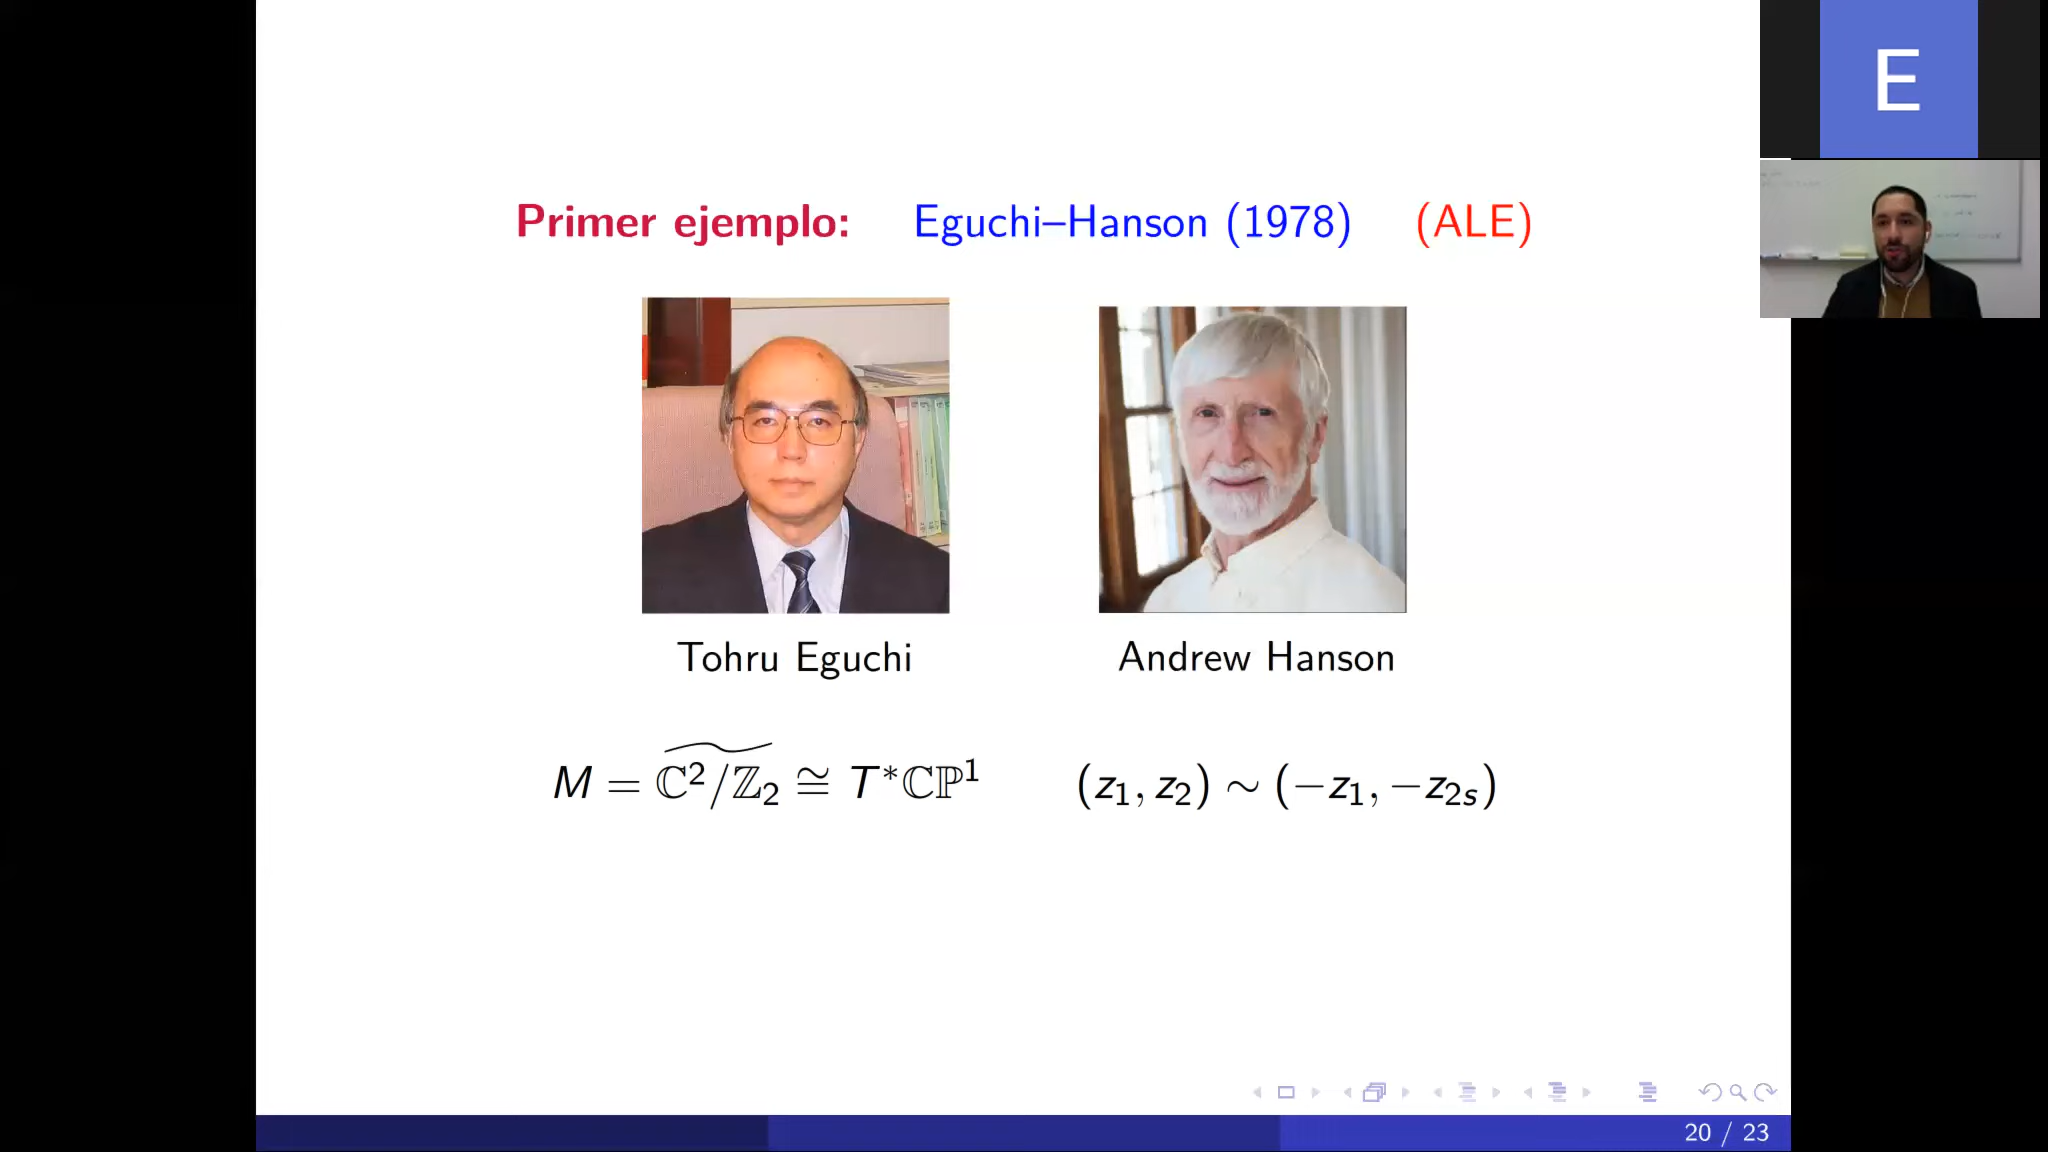 E
Primer ejemplo: Eguchi–Hanson (1978) (ALE)
Tohru Eguchi Andrew Hanson
M = \widetilde{ℂ²/ℤ₂} ≅ T*ℂℙ¹ (z₁, z₂) ∼ (−z₁, −z₂ₛ)
20 / 23